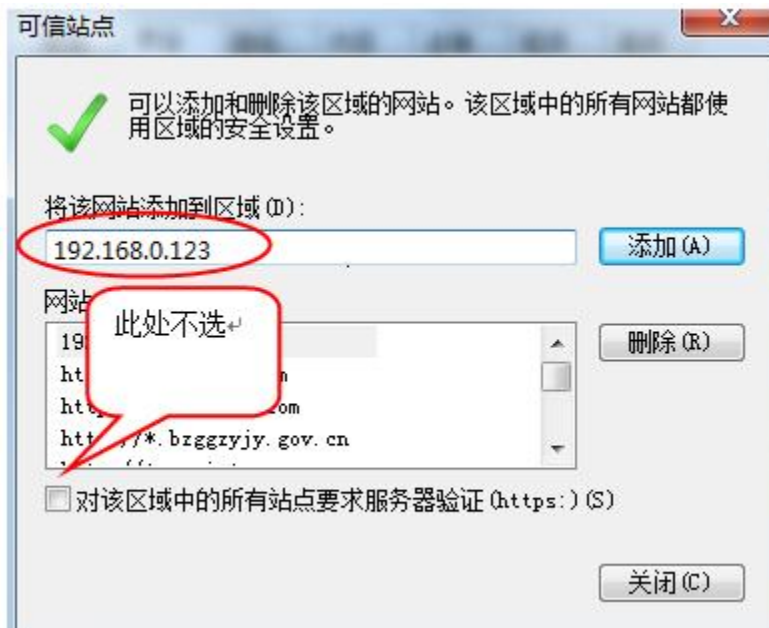 可信站点
可以添加和删除该区域的网站。该区域中的所有网站都使
用区域的安全设置。
将该网站添加到区域(D):
192.168.0.123
添加(A)
网站
此处不选
删除(R)
//*.bzggzyjy.gov.cn
对该区域中的所有站点要求服务器验证(https:)(S)
关闭(C)